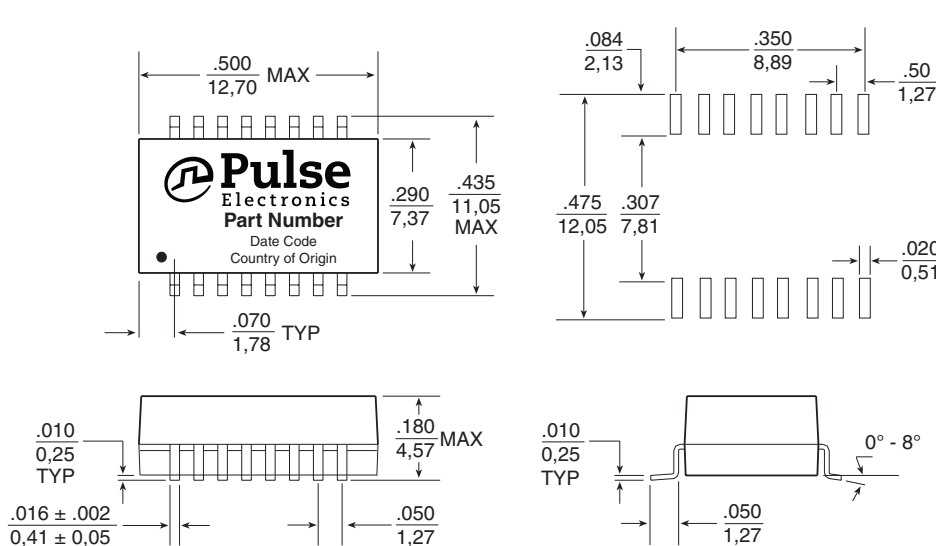 .500
12,70
MAX
Pulse
Electronics
Part Number
Date Code
Country of Origin
.290
7,37
.435
11,05
MAX
.070
1,78
TYP
.084
2,13
.350
8,89
.50
1,27
.475
12,05
.307
7,81
.020
0,51
.010
0,25
TYP
.180
4,57
MAX
.016 ± .002
0,41 ± 0,05
.050
1,27
.010
0,25
TYP
0° - 8°
.050
1,27